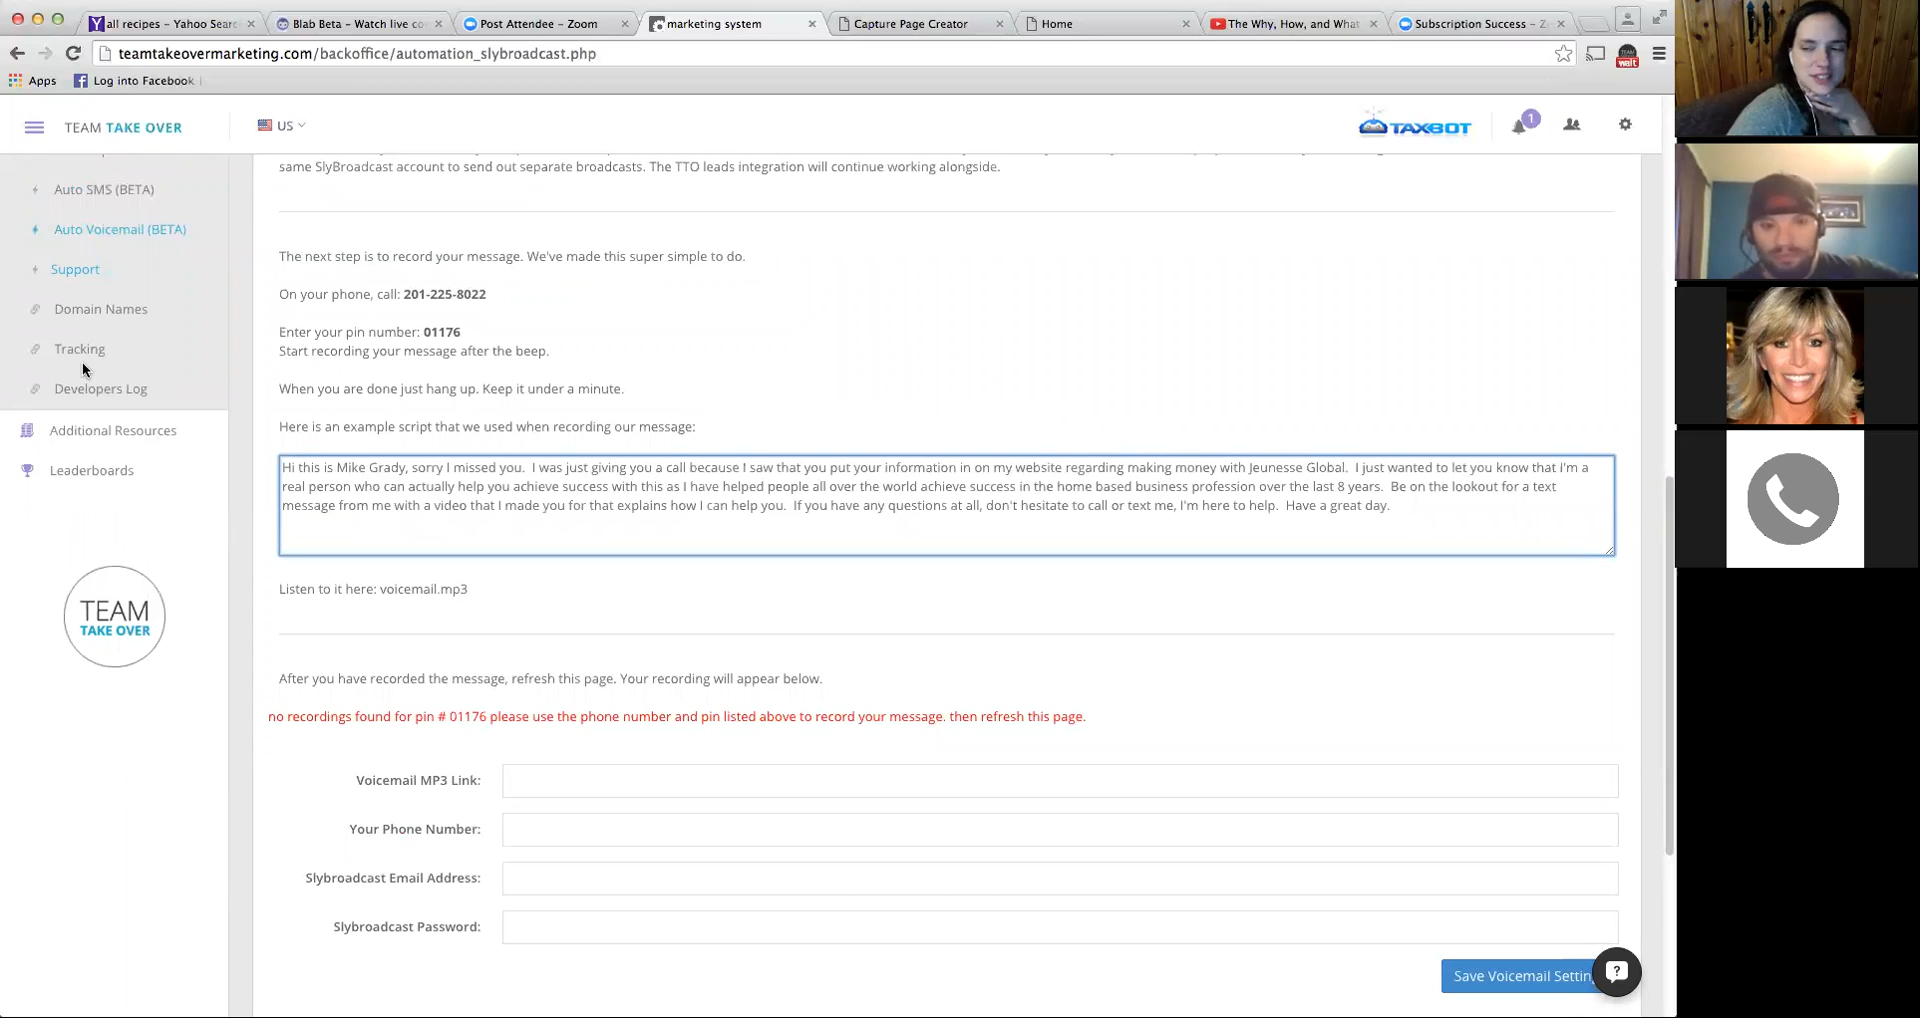 all recipes - Yahoo Searc
Blab Beta - Watch live co
Post Attendee - Zoom
marketing system
Capture Page Creator
Home
The Why, How, and What
Subscription Success - Z
teamtakeovermarketing.com/backoffice/automation_slybroadcast.php
Apps
Log into Facebook
TEAM TAKE OVER
US
TAXBOT
1
Auto SMS (BETA)
Auto Voicemail (BETA)
Support
Domain Names
Tracking
Developers Log
Additional Resources
Leaderboards
TEAM
TAKE OVER
same SlyBroadcast account to send out separate broadcasts. The TTO leads integration will continue working alongside.
The next step is to record your message. We've made this super simple to do.
On your phone, call: 201-225-8022
Enter your pin number: 01176
Start recording your message after the beep.
When you are done just hang up. Keep it under a minute.
Here is an example script that we used when recording our message:
Hi this is Mike Grady, sorry I missed you.  I was just giving you a call because I saw that you put your information in on my website regarding making money with Jeunesse Global.  I just wanted to let you know that I'm a
real person who can actually help you achieve success with this as I have helped people all over the world achieve success in the home based business profession over the last 8 years.  Be on the lookout for a text
message from me with a video that I made you for that explains how I can help you.  If you have any questions at all, don't hesitate to call or text me, I'm here to help.  Have a great day.
Listen to it here: voicemail.mp3
After you have recorded the message, refresh this page. Your recording will appear below.
no recordings found for pin # 01176 please use the phone number and pin listed above to record your message. then refresh this page.
Voicemail MP3 Link:
Your Phone Number:
Slybroadcast Email Address:
Slybroadcast Password:
Save Voicemail Settin